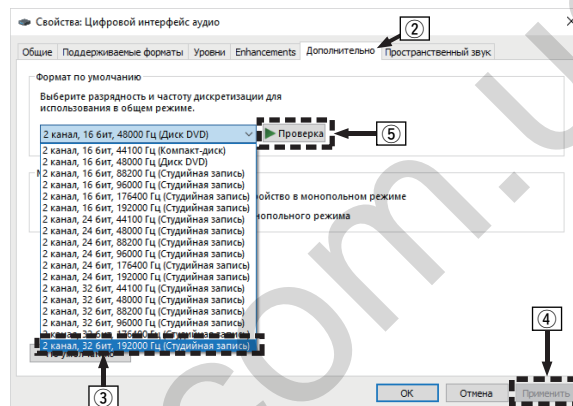 Свойства: Цифровой интерфейс аудио
②
Общие Поддерживаемые форматы Уровни Enhancements Дополнительно Пространственный звук
Формат по умолчанию
Выберите разрядность и частоту дискретизации для
использования в общем режиме.
2 канал, 16 бит, 48000 Гц (Диск DVD) Проверка ⑤
2 канал, 16 бит, 44100 Гц (Компакт-диск)
2 канал, 16 бит, 48000 Гц (Диск DVD)
2 канал, 16 бит, 88200 Гц (Студийная запись)
2 канал, 16 бит, 96000 Гц (Студийная запись)
2 канал, 16 бит, 176400 Гц (Студийная запись) ройство в монопольном режиме
2 канал, 16 бит, 192000 Гц (Студийная запись)
2 канал, 24 бит, 44100 Гц (Студийная запись) нопольного режима
2 канал, 24 бит, 48000 Гц (Студийная запись)
2 канал, 24 бит, 88200 Гц (Студийная запись)
2 канал, 24 бит, 96000 Гц (Студийная запись)
2 канал, 24 бит, 176400 Гц (Студийная запись)
2 канал, 24 бит, 192000 Гц (Студийная запись)
2 канал, 32 бит, 44100 Гц (Студийная запись)
2 канал, 32 бит, 48000 Гц (Студийная запись)
2 канал, 32 бит, 88200 Гц (Студийная запись)
2 канал, 32 бит, 96000 Гц (Студийная запись)
2 канал, 32 бит, 176400 Гц (Студийная запись)
2 канал, 32 бит, 192000 Гц (Студийная запись)
④
③
OK Отмена Применить